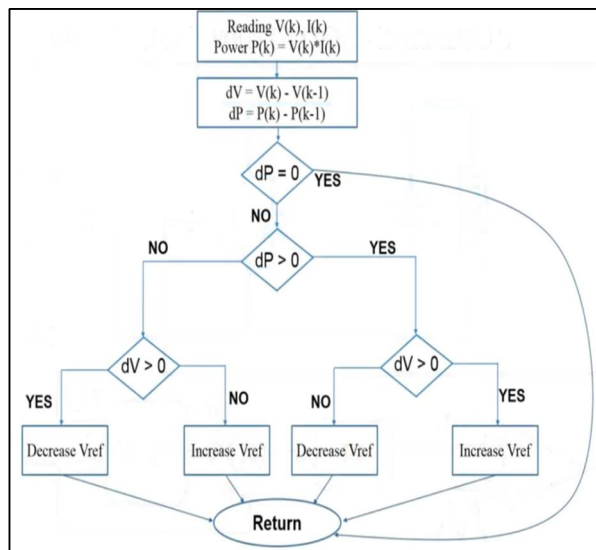 Reading V(k), I(k)
Power P(k) = V(k)*I(k)
dV = V(k) - V(k-1)
dP = P(k) - P(k-1)
dP = 0
YES
NO
dP > 0
NO
YES
dV > 0
dV > 0
YES
NO
NO
YES
Decrease Vref
Increase Vref
Decrease Vref
Increase Vref
Return